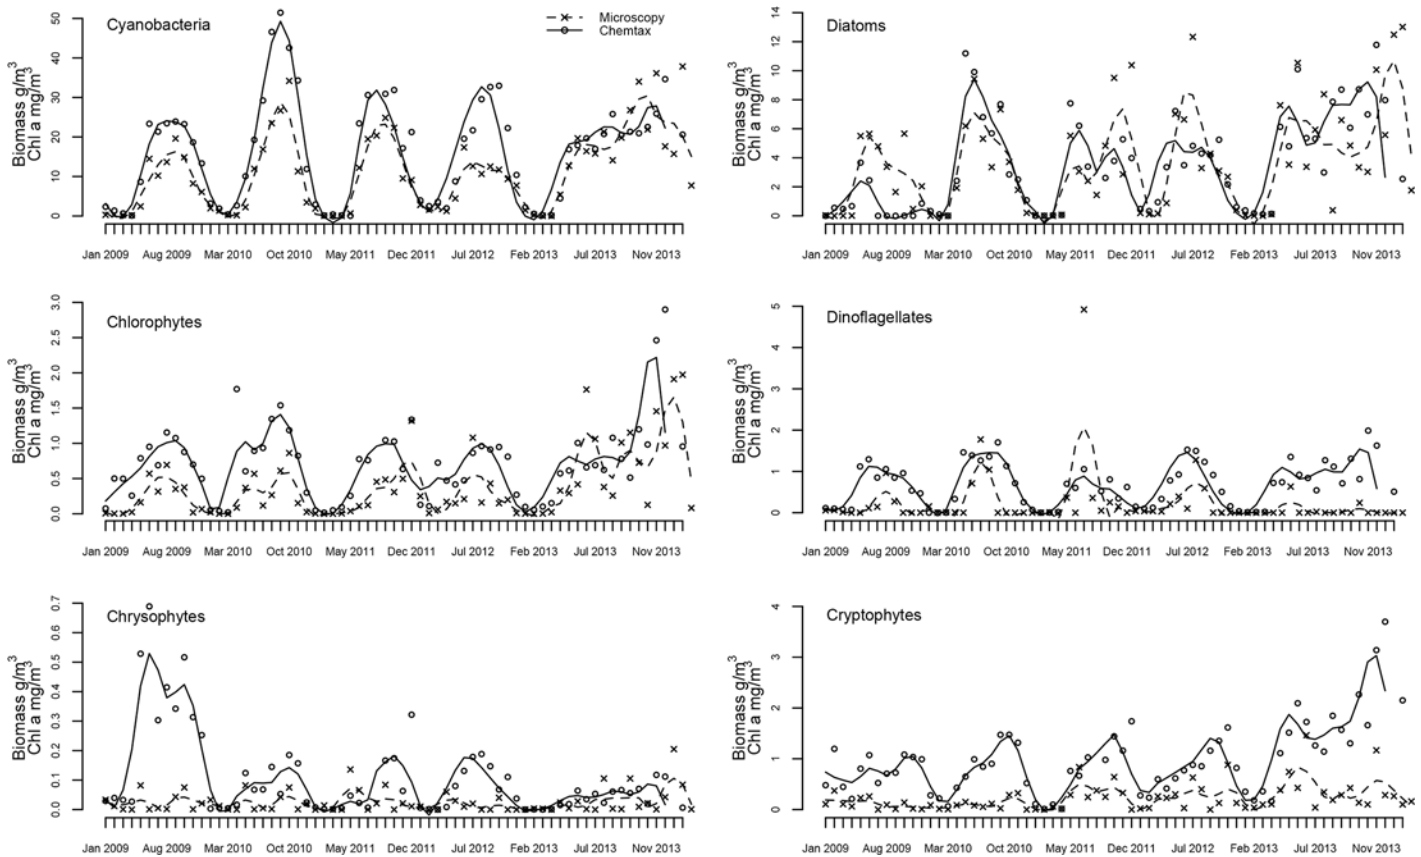 Cyanobacteria
Microscopy
Chemtax
Biomass g/m³
Chl a mg/m³
0 10 20 30 40 50
Jan 2009 Aug 2009 Mar 2010 Oct 2010 May 2011 Dec 2011 Jul 2012 Feb 2013 Jul 2013 Nov 2013
Diatoms
Biomass g/m³
Chl a mg/m³
0 2 4 6 8 10 12 14
Jan 2009 Aug 2009 Mar 2010 Oct 2010 May 2011 Dec 2011 Jul 2012 Feb 2013 Jul 2013 Nov 2013
Chlorophytes
Biomass g/m³
Chl a mg/m³
0.0 0.5 1.0 1.5 2.0 2.5 3.0
Jan 2009 Aug 2009 Mar 2010 Oct 2010 May 2011 Dec 2011 Jul 2012 Feb 2013 Jul 2013 Nov 2013
Dinoflagellates
Biomass g/m³
Chl a mg/m³
0 1 2 3 4 5
Jan 2009 Aug 2009 Mar 2010 Oct 2010 May 2011 Dec 2011 Jul 2012 Feb 2013 Jul 2013 Nov 2013
Chrysophytes
Biomass g/m³
Chl a mg/m³
0.0 0.1 0.2 0.3 0.4 0.5 0.6 0.7
Jan 2009 Aug 2009 Mar 2010 Oct 2010 May 2011 Dec 2011 Jul 2012 Feb 2013 Jul 2013 Nov 2013
Cryptophytes
Biomass g/m³
Chl a mg/m³
0 1 2 3 4
Jan 2009 Aug 2009 Mar 2010 Oct 2010 May 2011 Dec 2011 Jul 2012 Feb 2013 Jul 2013 Nov 2013